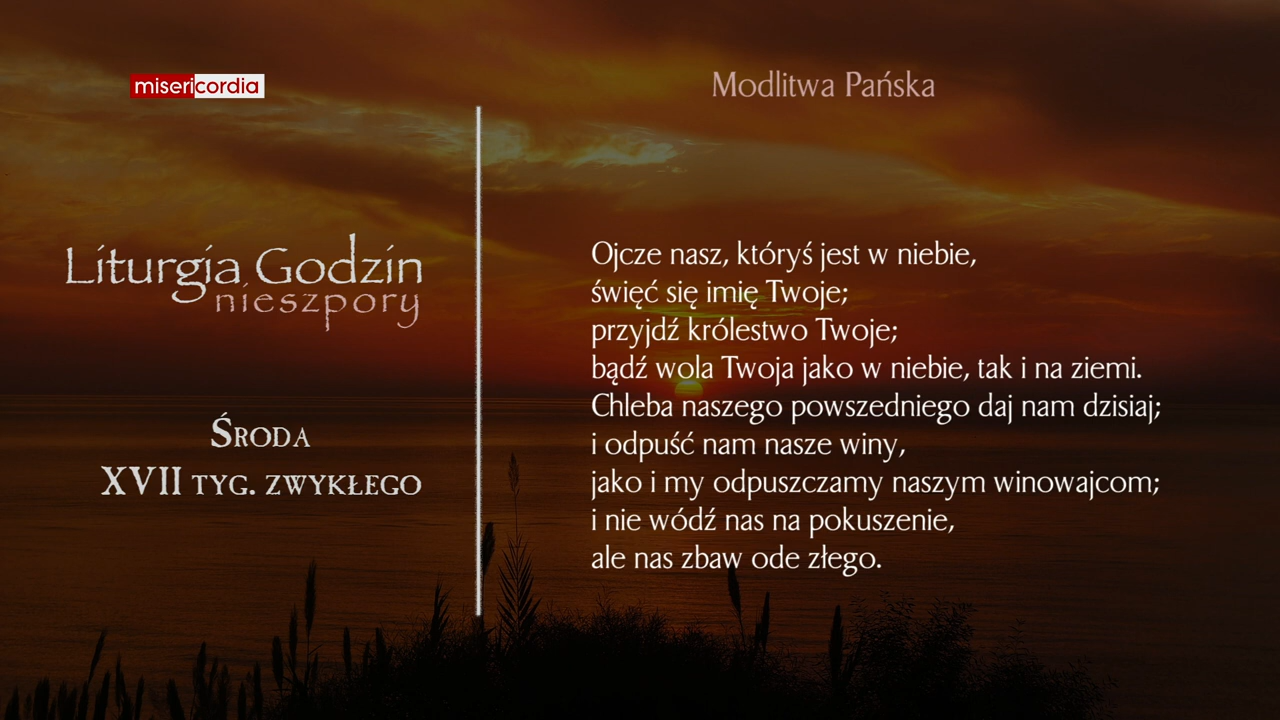 misericordia
Liturgia Godzin
nieszpory
Środa
XVII tyg. zwykłego
Modlitwa Pańska
Ojcze nasz, któryś jest w niebie,
święć się imię Twoje;
przyjdź królestwo Twoje;
bądź wola Twoja jako w niebie, tak i na ziemi.
Chleba naszego powszedniego daj nam dzisiaj;
i odpuść nam nasze winy,
jako i my odpuszczamy naszym winowajcom;
i nie wódź nas na pokuszenie,
ale nas zbaw ode złego.